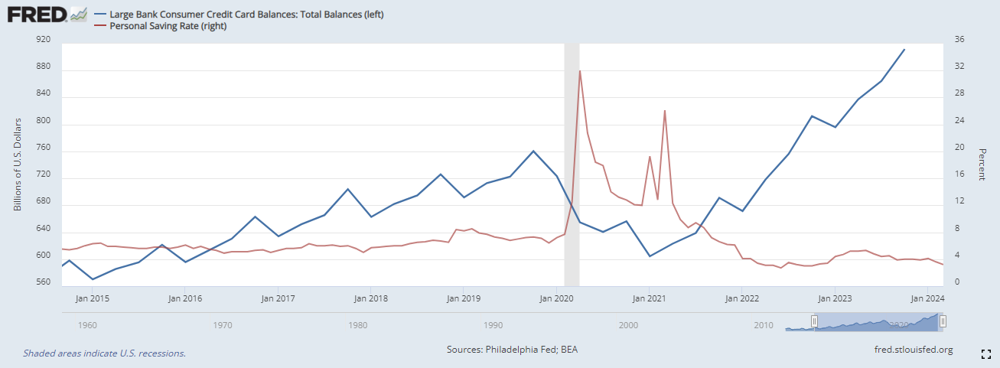 FRED
Large Bank Consumer Credit Card Balances: Total Balances (left)
Personal Saving Rate (right)
920 36
880 32
840 28
800 24
760 20
720 16
680 12
640 8
600 4
560 0
Billions of U.S. Dollars
Percent
Jan 2015 Jan 2016 Jan 2017 Jan 2018 Jan 2019 Jan 2020 Jan 2021 Jan 2022 Jan 2023 Jan 2024
1960 1970 1980 1990 2000 2010 2020
Shaded areas indicate U.S. recessions.
Sources: Philadelphia Fed; BEA
fred.stlouisfed.org